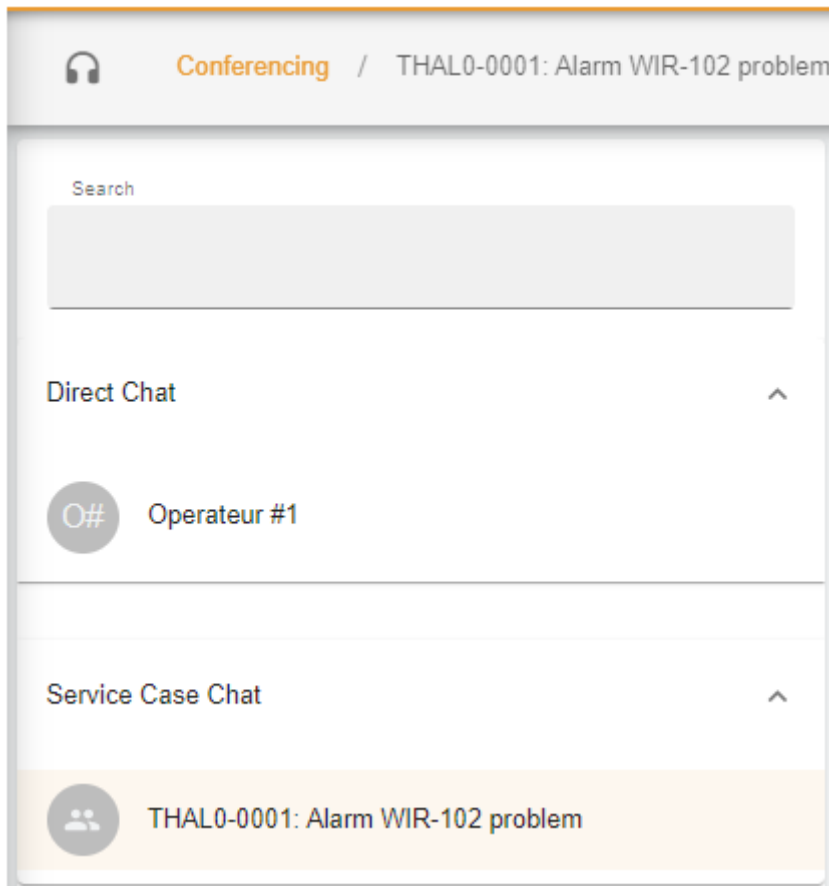 Conferencing / THAL0-0001: Alarm WIR-102 problem
Search
Direct Chat
O# Operateur #1
Service Case Chat
THAL0-0001: Alarm WIR-102 problem